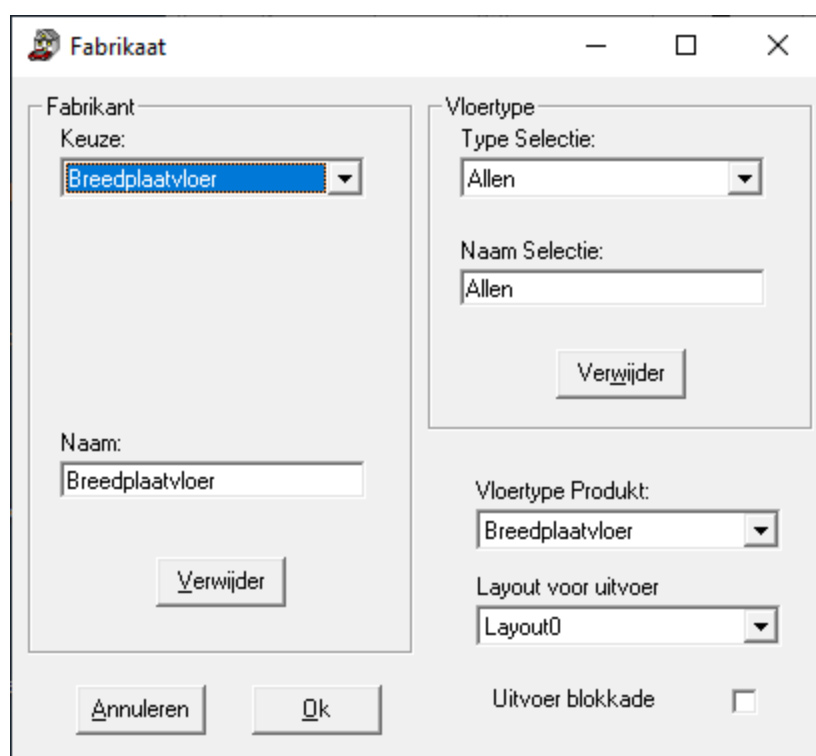 Fabrikaat
Fabrikant
Keuze:
Breedplaatvloer
Naam:
Breedplaatvloer
Verwijder
Vloertype
Type Selectie:
Allen
Naam Selectie:
Allen
Verwijder
Vloertype Produkt:
Breedplaatvloer
Layout voor uitvoer
Layout0
Uitvoer blokkade
Annuleren
Ok